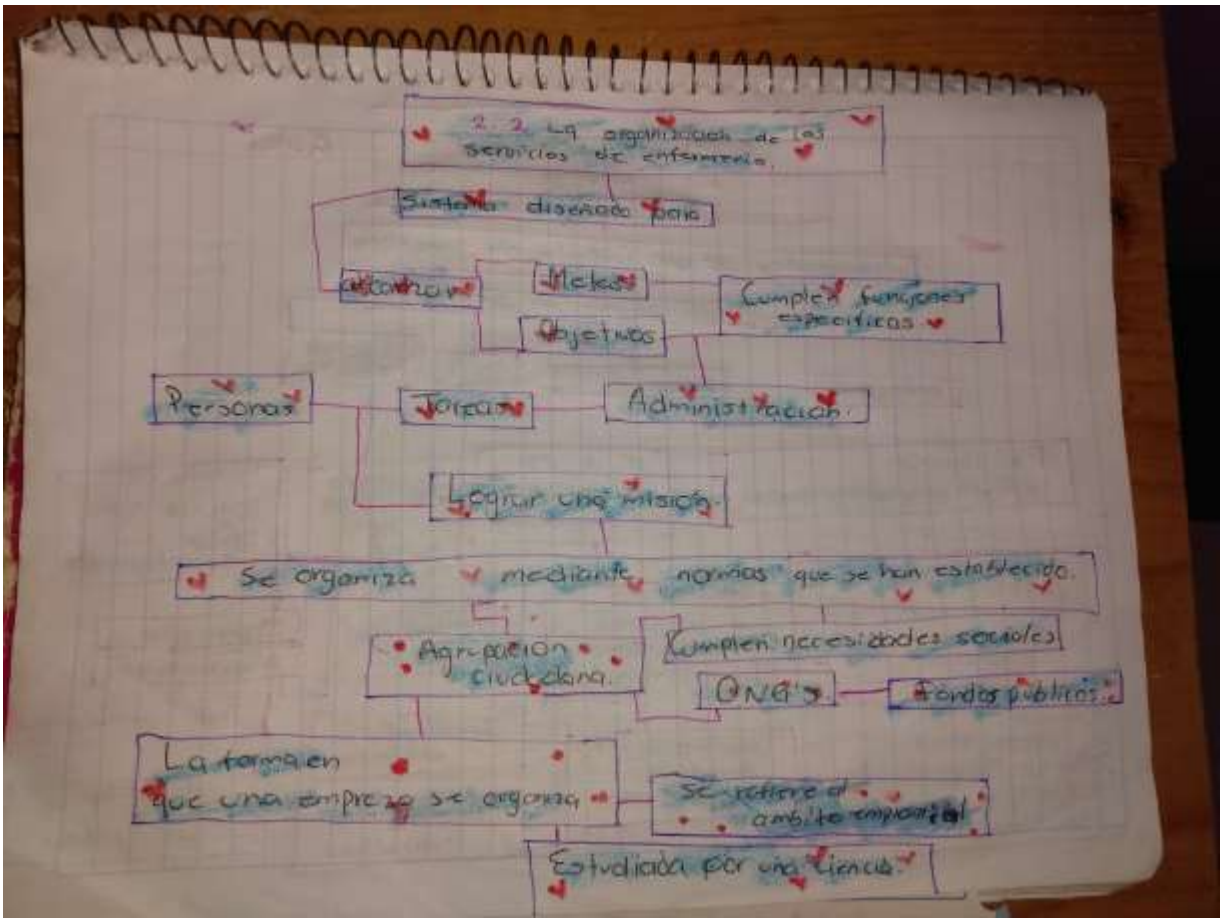 2.2 La organización de los
servicios de enfermería.
Sistema diseñado para
alcanzar
Metas
Objetivos
Cumplen funciones
específicas
Personas
Tareas
Administración.
Lograr una misión.
Se organiza mediante normas que se han establecido.
Agrupación
ciudadana.
Cumplen necesidades sociales
ONG's.
Fondos públicos.
La forma en
que una empreza se organiza
Se refiere al
ambito empresarial
Estudiada por una ciencia.